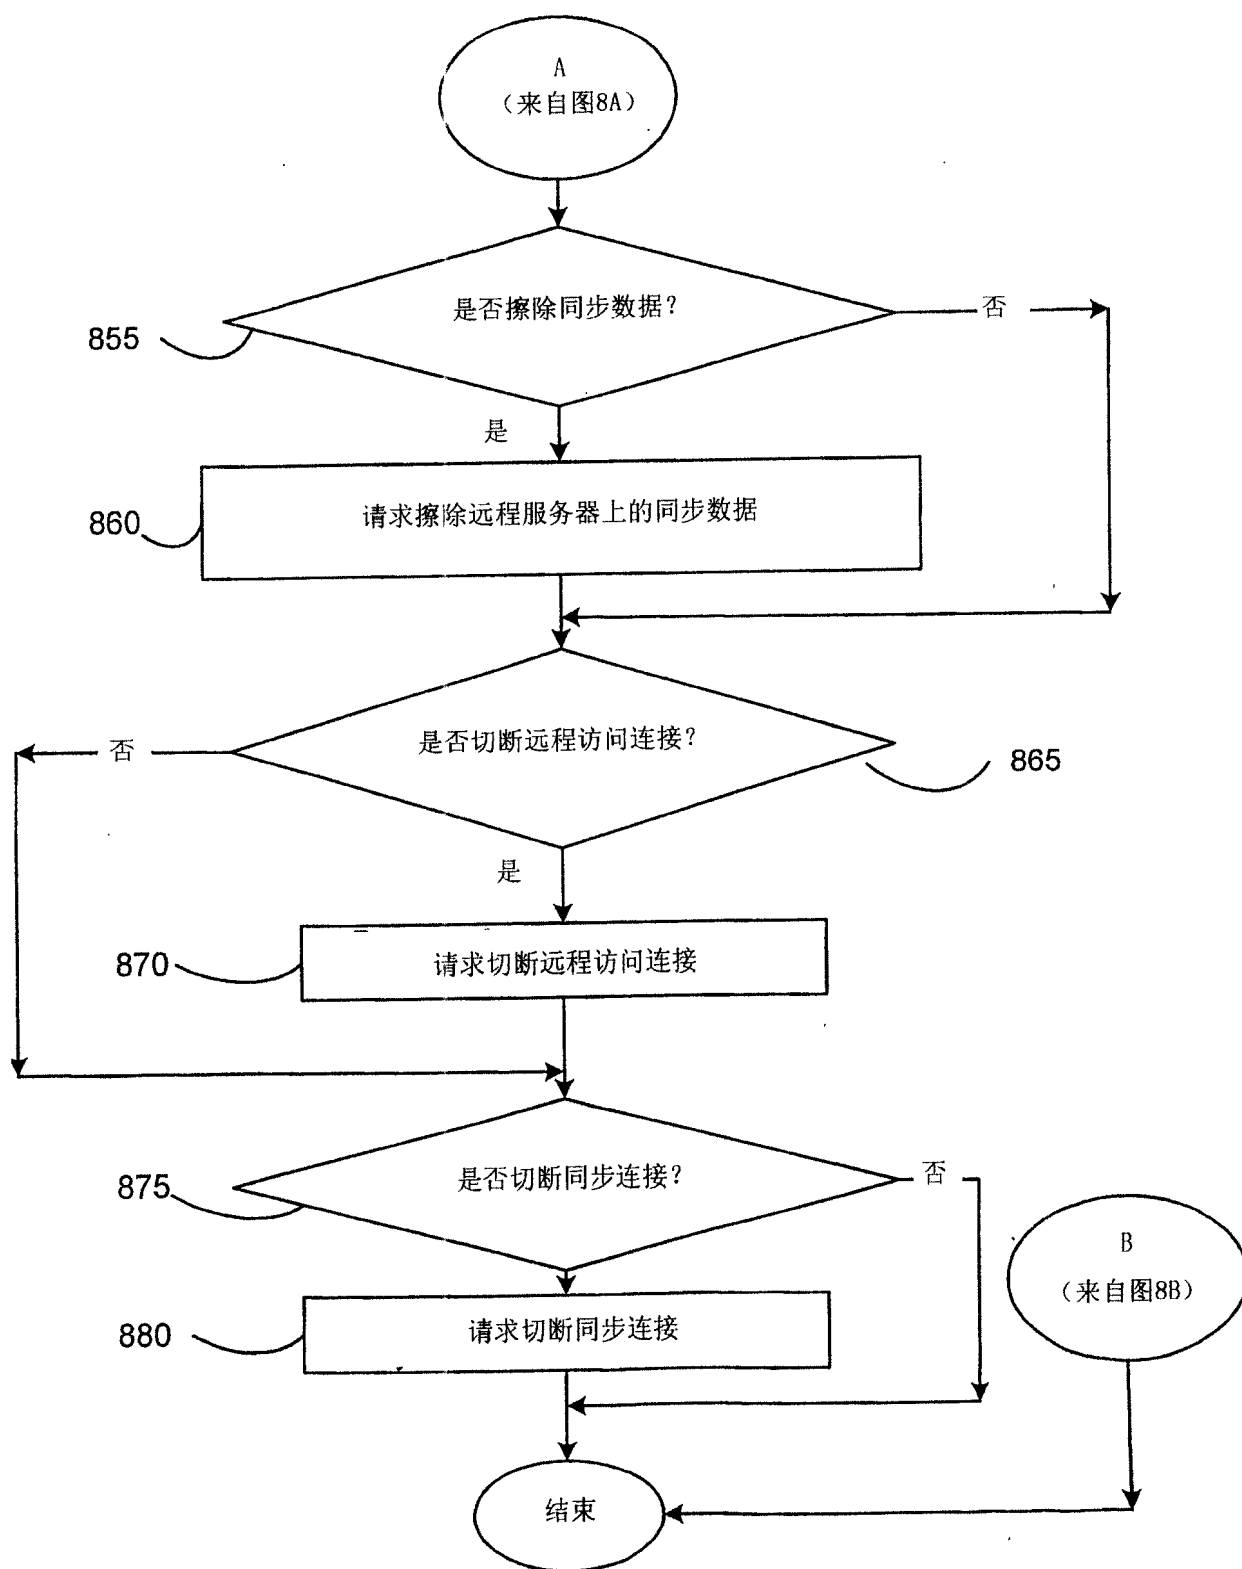 A
（来自图8A）
是否擦除同步数据？
否
855
是
请求擦除远程服务器上的同步数据
860
是否切断远程访问连接？
否
865
是
请求切断远程访问连接
870
是否切断同步连接？
否
875
B
（来自图8B）
请求切断同步连接
880
结束